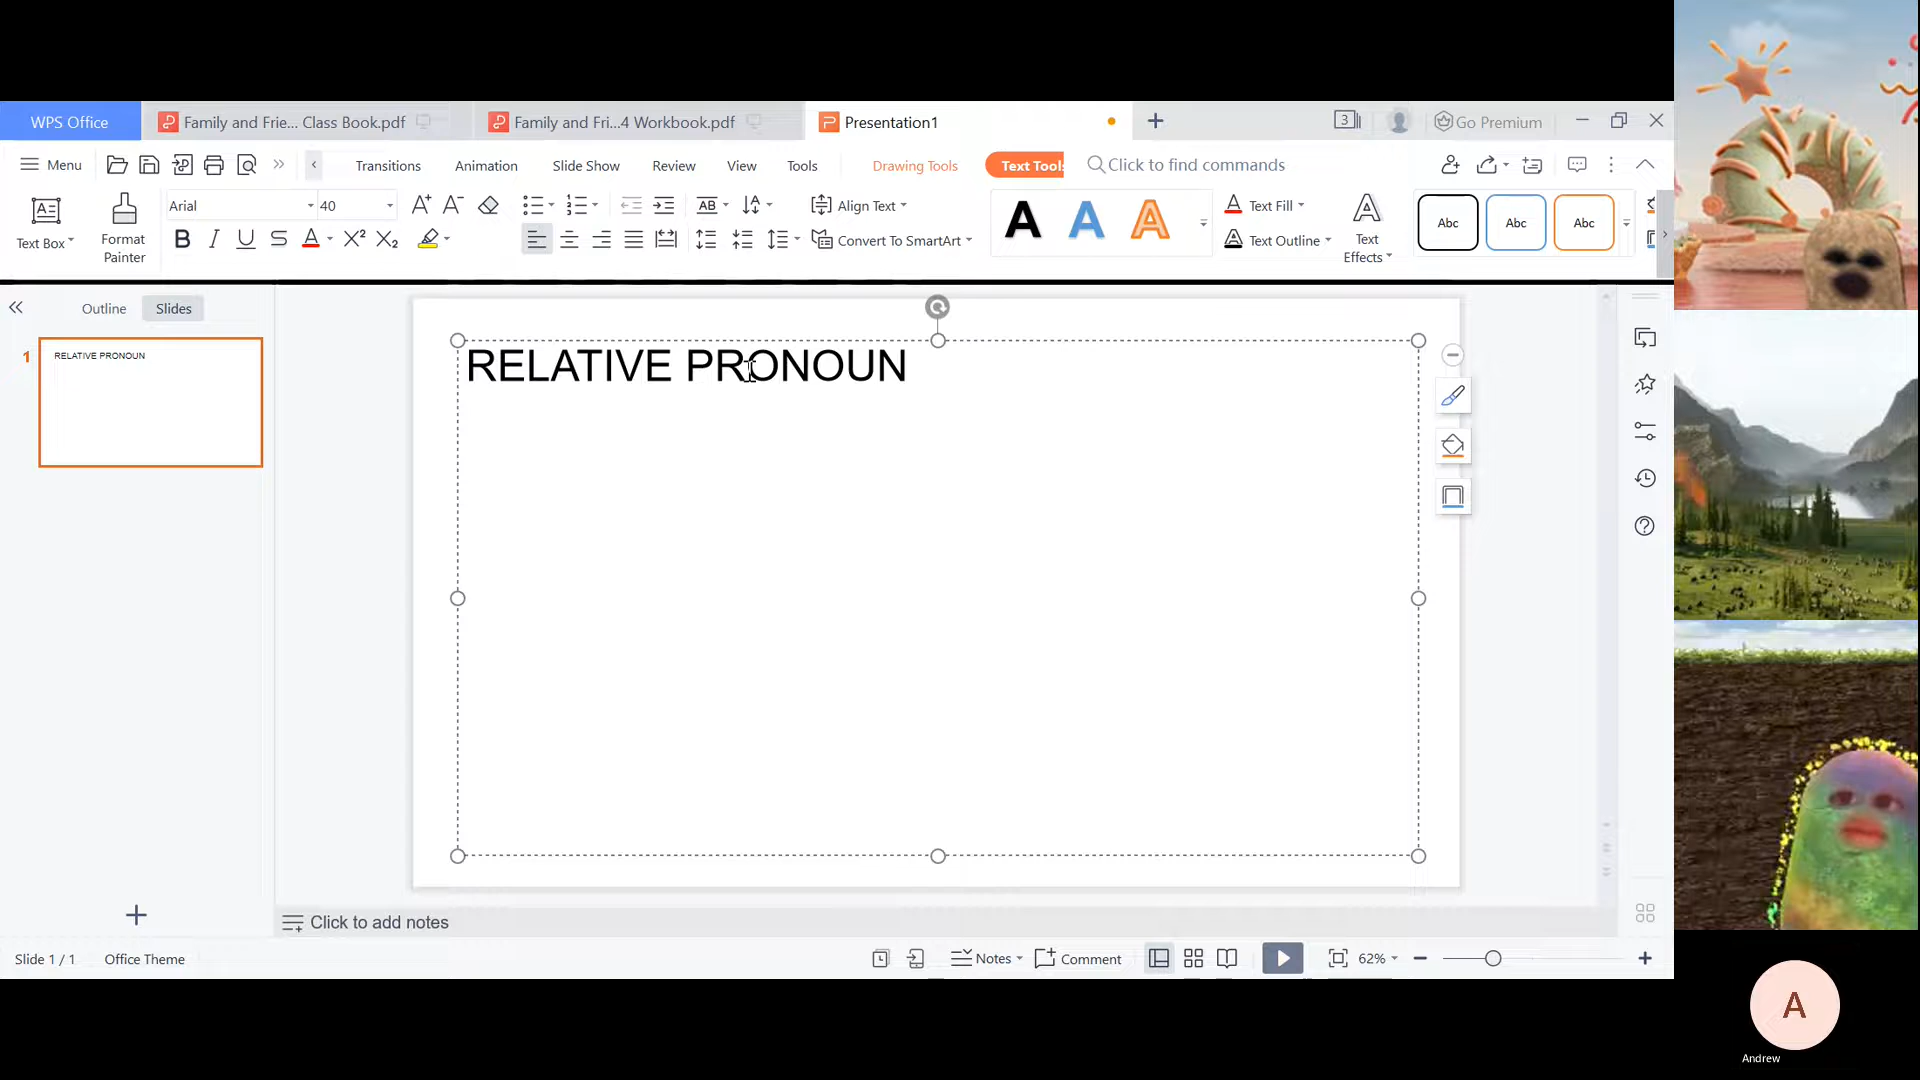 WPS Office
Family and Frie... Class Book.pdf
Family and Fri...4 Workbook.pdf
Presentation1
3
Go Premium
Menu
Transitions
Animation
Slide Show
Review
View
Tools
Drawing Tools
Text Tools
Click to find commands
Text Box
Format Painter
Arial
40
Align Text
Convert To SmartArt
Text Fill
Text Outline
Text Effects
Abc
Abc
Abc
Outline
Slides
1
RELATIVE PRONOUN
RELATIVE PRONOUN
Click to add notes
Slide 1 / 1
Office Theme
Notes
Comment
62%
A
Andrew